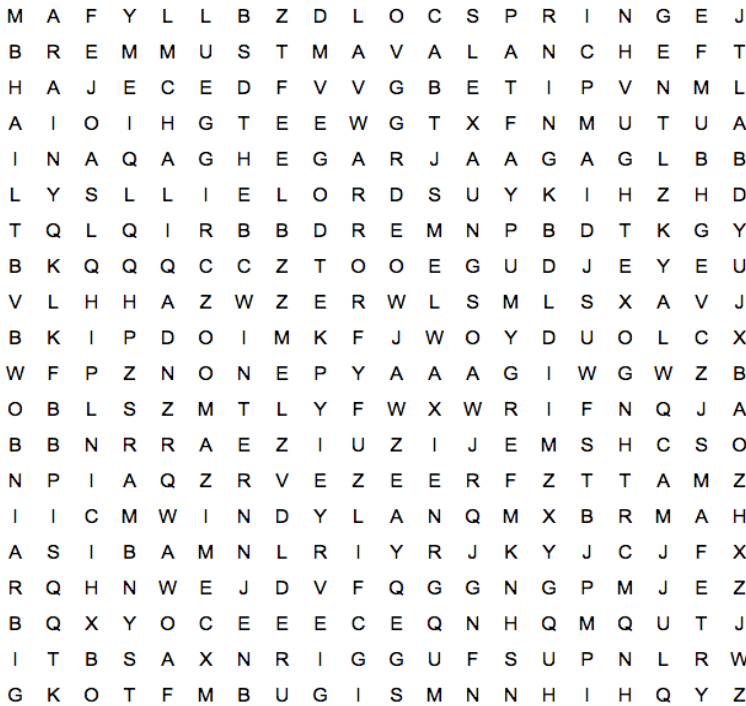 M A F Y L L B Z D L O C S P R I N G E J
B R E M M U S T M A V A L A N C H E F T
H A J E C E D F V V G B E T I P V N M L
A I O I H G T E E W G T X F N M U T U A
I N A Q A G H E G A R J A A G A G L B B
L Y S L L I E L O R D S U Y K I H Z H D
T Q L Q I R B B D R E M N P B D T K G Y
B K Q Q Q C C Z T O O E G U D J E Y E U
V L H H A Z W Z E R W L S M L S X A V J
B K I P D O I M K F J W O Y D U O L C X
W F P Z N O N E P Y A A A G I W G W Z B
O B L S Z M T L Y F W X W R I F N Q J A
B B N R R A E Z I U Z I J E M S H C S O
N P I A Q Z R V E Z E E R F Z T T A M Z
I I C M W I N D Y L A N Q M X B R M A H
A S I B A M N L R I Y R J K Y J C J F X
R Q H N W E J D V F Q G G N G P M J E Z
B Q X Y O C E E E C E Q N H Q M Q U T J
I T B S A X N R I G G U F S U P N L R W
G K O T F M B U G I S M N N H I H Q Y Z